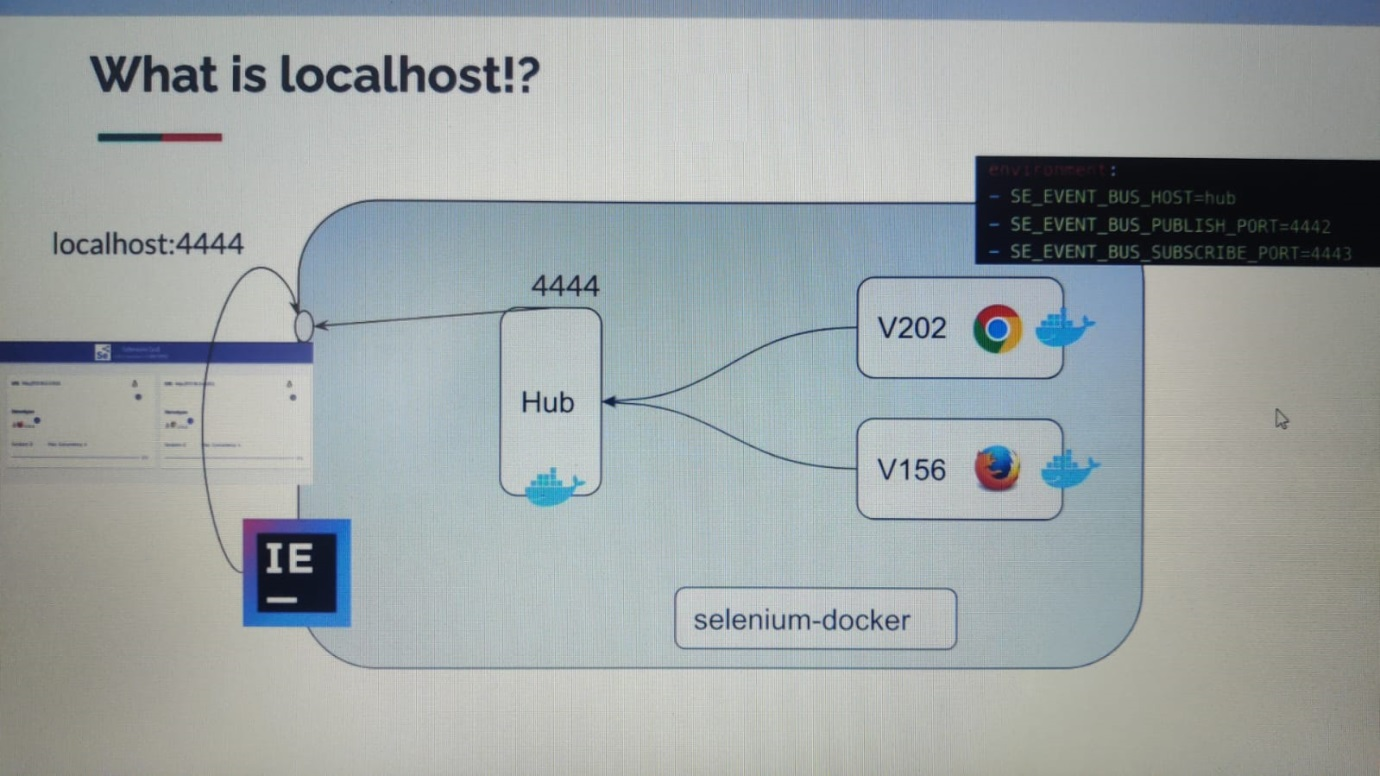 What is localhost!?
environment:
- SE_EVENT_BUS_HOST=hub
- SE_EVENT_BUS_PUBLISH_PORT=4442
- SE_EVENT_BUS_SUBSCRIBE_PORT=4443
localhost:4444
4444
V202
Se
Hub
V156
IE
selenium-docker